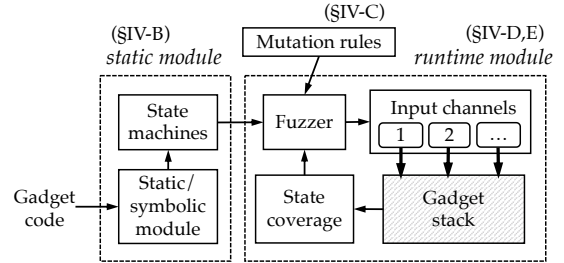 (§IV-B)
static module
(§IV-C)
Mutation rules
(§IV-D,E)
runtime module
State
machines
Fuzzer
Input channels
1
2
...
Gadget
code
Static/
symbolic
module
State
coverage
Gadget
stack